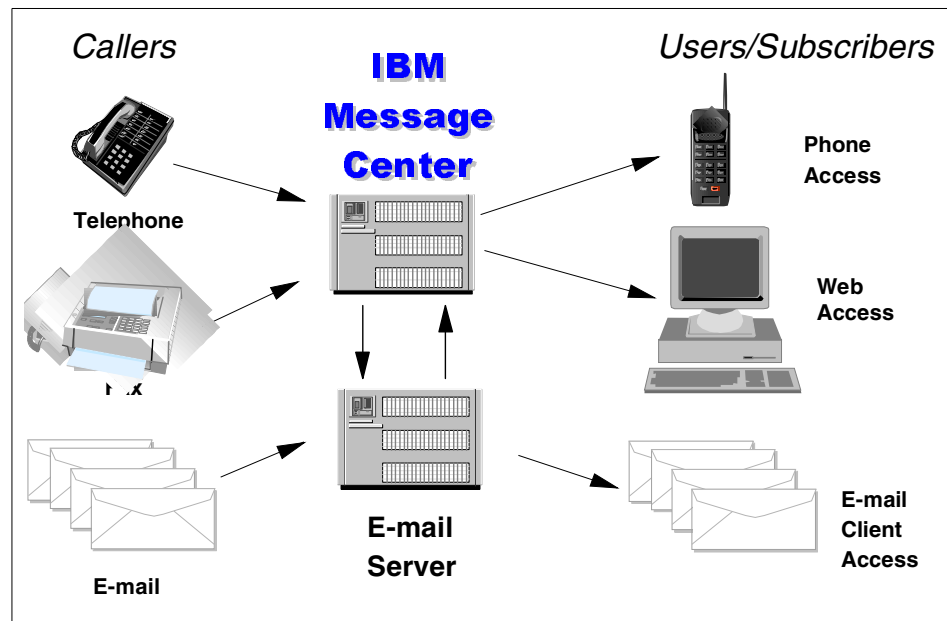 Callers
Users/Subscribers
IBM
Message
Center
Telephone
Phone
Access
Web
Access
E-mail
E-mail
Server
E-mail
Client
Access